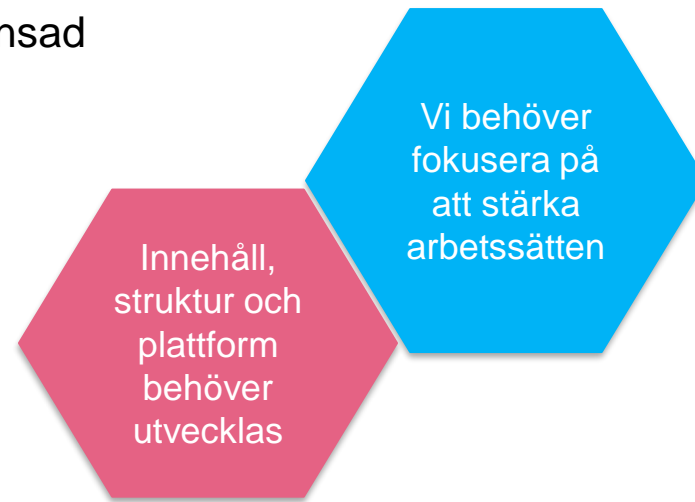 nsad
Vi behöver
fokusera på
att stärka
arbetssätten
Innehåll,
struktur och
plattform
behöver
utvecklas